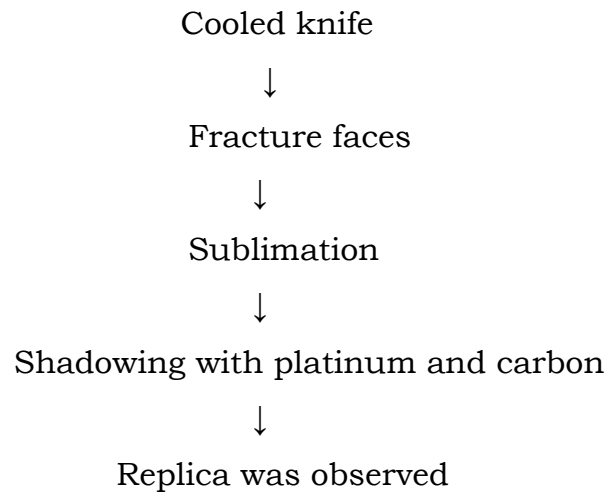 Cooled knife
↓
Fracture faces
↓
Sublimation
↓
Shadowing with platinum and carbon
↓
Replica was observed